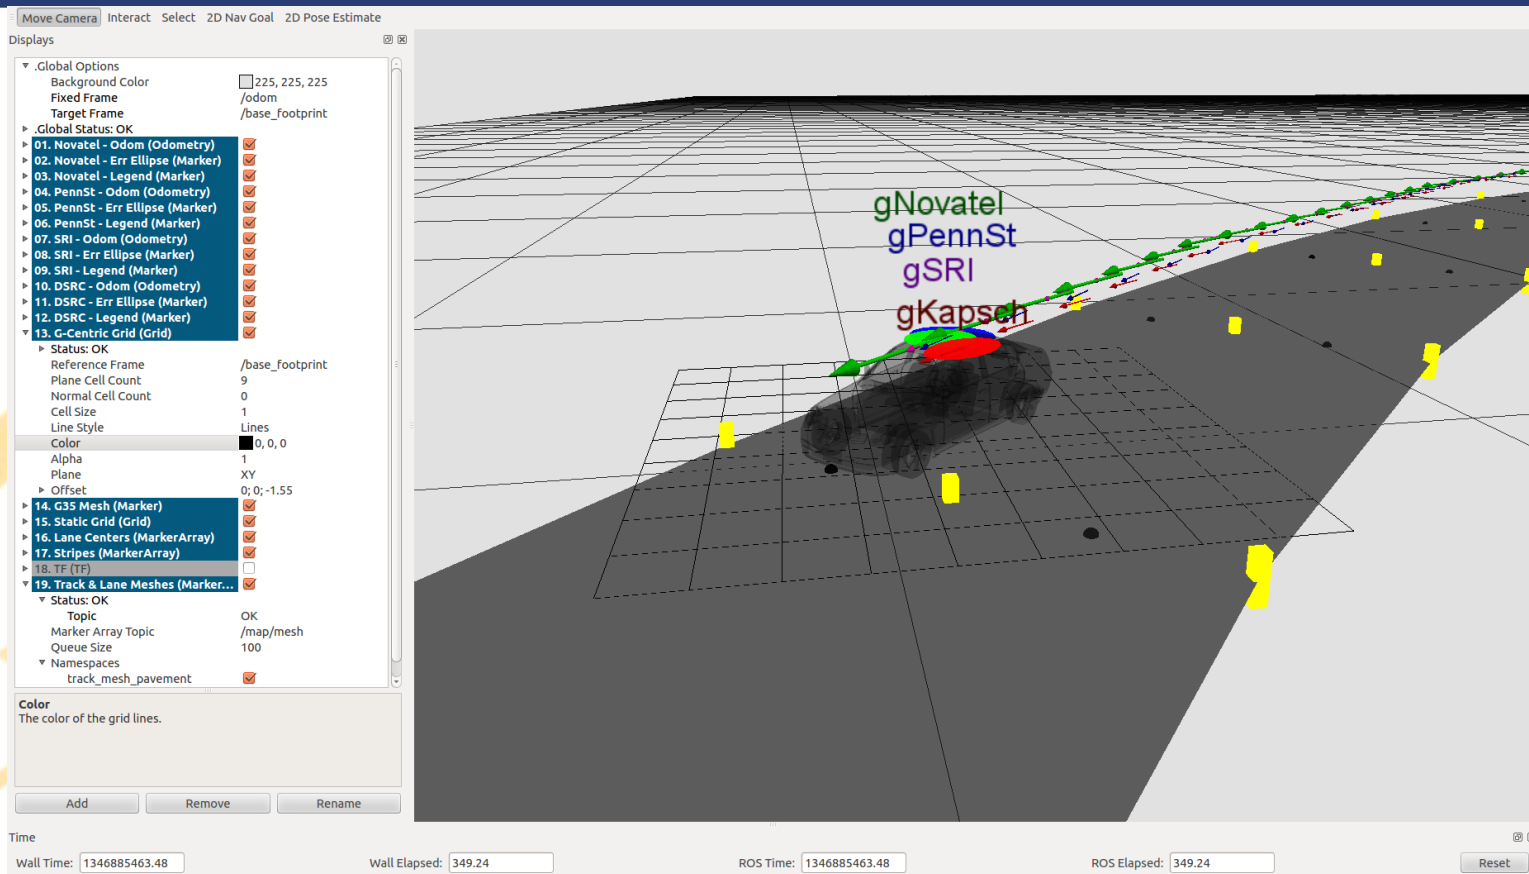 Move Camera Interact Select 2D Nav Goal 2D Pose Estimate
Displays
.Global Options
Background Color 225, 225, 225
Fixed Frame /odom
Target Frame /base_footprint
.Global Status: OK
01. Novatel - Odom (Odometry)
02. Novatel - Err Ellipse (Marker)
03. Novatel - Legend (Marker)
04. PennSt - Odom (Odometry)
05. PennSt - Err Ellipse (Marker)
06. PennSt - Legend (Marker)
07. SRI - Odom (Odometry)
08. SRI - Err Ellipse (Marker)
09. SRI - Legend (Marker)
10. DSRC - Odom (Odometry)
11. DSRC - Err Ellipse (Marker)
12. DSRC - Legend (Marker)
13. G-Centric Grid (Grid)
Status: OK
Reference Frame /base_footprint
Plane Cell Count 9
Normal Cell Count 0
Cell Size 1
Line Style Lines
Color 0, 0, 0
Alpha 1
Plane XY
Offset 0; 0; -1.55
14. G35 Mesh (Marker)
15. Static Grid (Grid)
16. Lane Centers (MarkerArray)
17. Stripes (MarkerArray)
18. TF (TF)
19. Track & Lane Meshes (Marker...
Status: OK
Topic OK
Marker Array Topic /map/mesh
Queue Size 100
Namespaces
track_mesh_pavement
Color
The color of the grid lines.
Add Remove Rename
gNovatel
gPennSt
gSRI
gKapsch
Time
Wall Time: 1346885463.48 Wall Elapsed: 349.24 ROS Time: 1346885463.48 ROS Elapsed: 349.24 Reset